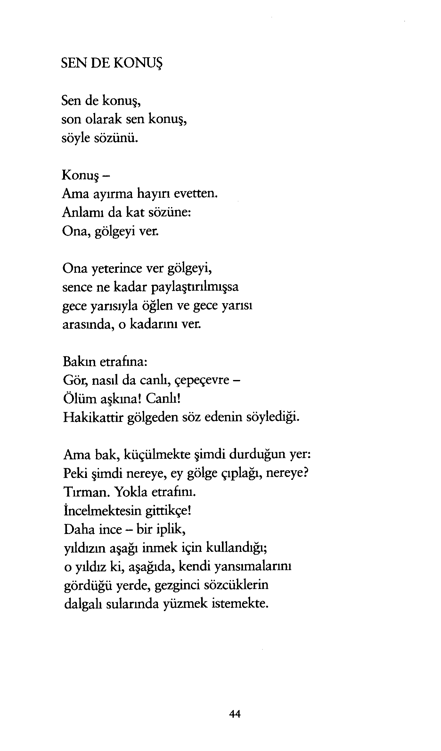 SEN DE KONUŞ
Sen de konuş,
son olarak sen konuş,
söyle sözünü.
Konuş –
Ama ayırma hayırı evetten.
Anlamı da kat sözüne:
Ona, gölgeyi ver.
Ona yeterince ver gölgeyi,
sence ne kadar paylaştırılmışsa
gece yarısıyla öğlen ve gece yarısı
arasında, o kadarını ver.
Bakın etrafına:
Gör, nasıl da canlı, çepeçevre –
Ölüm aşkına! Canlı!
Hakikattir gölgeden söz edenin söylediği.
Ama bak, küçülmekte şimdi durduğun yer:
Peki şimdi nereye, ey gölge çıplağı, nereye?
Tırman. Yokla etrafını.
İncelmektesin gittikçe!
Daha ince – bir iplik,
yıldızın aşağı inmek için kullandığı;
o yıldız ki, aşağıda, kendi yansımalarını
gördüğü yerde, gezginci sözcüklerin
dalgalı sularında yüzmek istemekte.
44